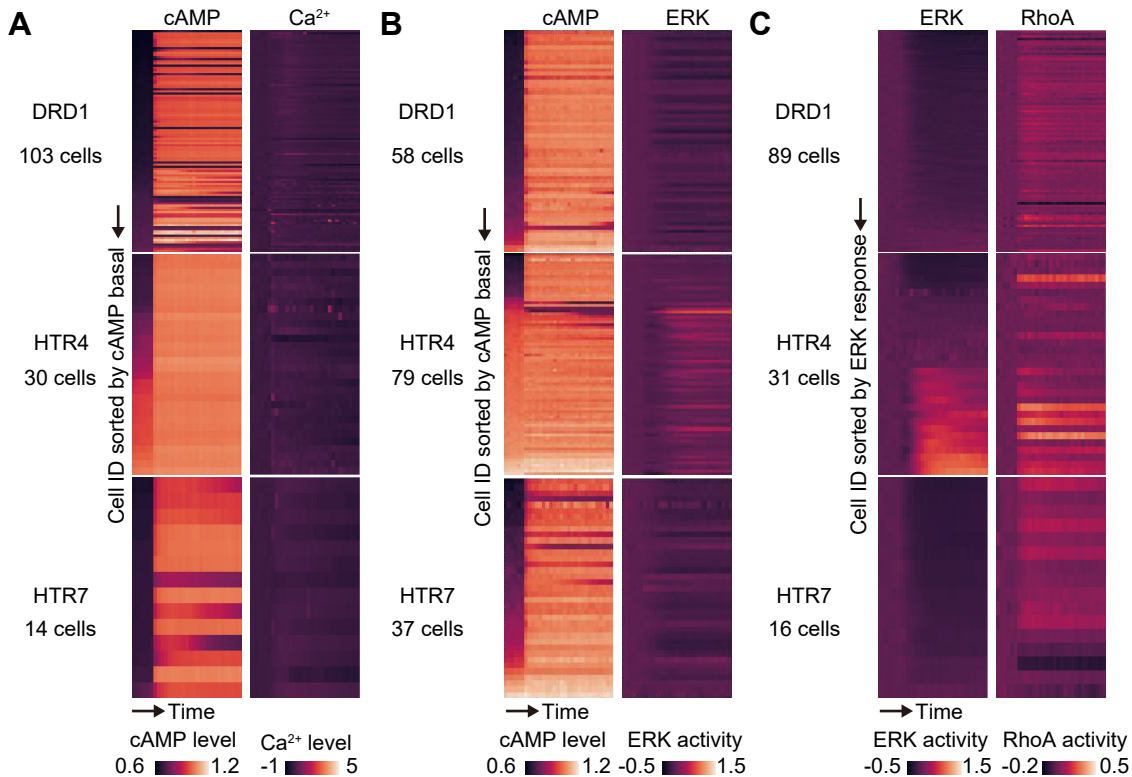 A
cAMP
Ca²⁺
DRD1
103 cells
HTR4
30 cells
HTR7
14 cells
Cell ID sorted by cAMP basal
Time
cAMP level
Ca²⁺ level
0.6
1.2
-1
5
B
cAMP
ERK
DRD1
58 cells
HTR4
79 cells
HTR7
37 cells
Cell ID sorted by cAMP basal
Time
cAMP level
ERK activity
0.6
1.2
-0.5
1.5
C
ERK
RhoA
DRD1
89 cells
HTR4
31 cells
HTR7
16 cells
Cell ID sorted by ERK response
Time
ERK activity
RhoA activity
-0.5
1.5
-0.2
0.5